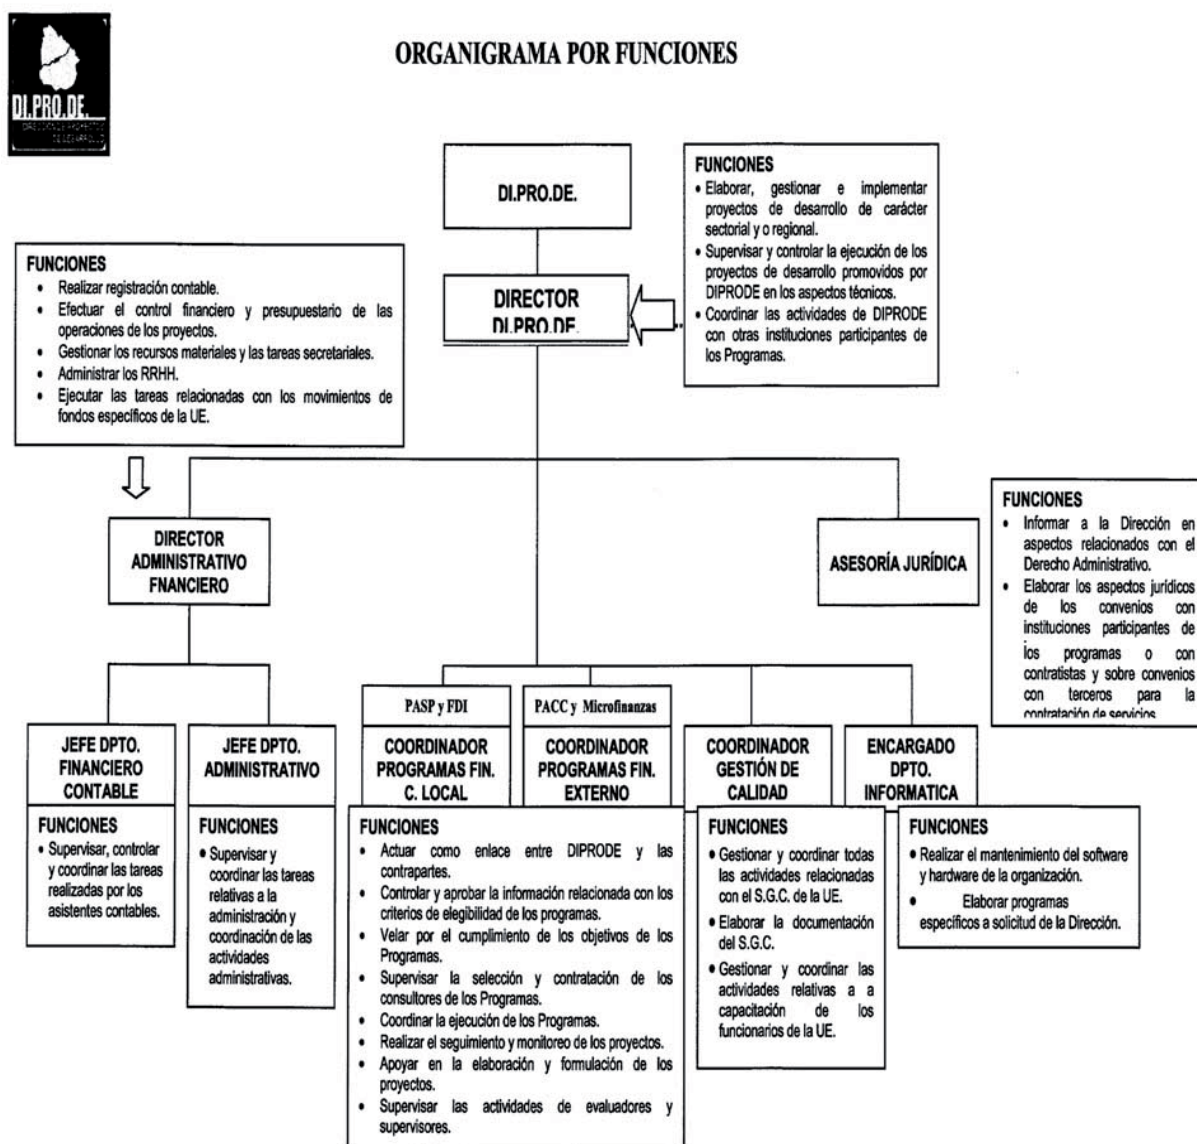 DI.PRO.DE.
ORGANIGRAMA POR FUNCIONES
DI.PRO.DE.
FUNCIONES
• Elaborar, gestionar e implementar
proyectos de desarrollo de carácter
sectorial y o regional.
• Supervisar y controlar la ejecución de los
proyectos de desarrollo promovidos por
DIPRODE en los aspectos técnicos.
• Coordinar las actividades de DIPRODE
con otras instituciones participantes de
los Programas.
DIRECTOR
DI.PRO.DE.
FUNCIONES
• Realizar registración contable.
• Efectuar el control financiero y presupuestario de las
operaciones de los proyectos.
• Gestionar los recursos materiales y las tareas secretariales.
• Administrar los RRHH.
• Ejecutar las tareas relacionadas con los movimientos de
fondos específicos de la UE.
DIRECTOR
ADMINISTRATIVO
FNANCIERO
ASESORÍA JURÍDICA
FUNCIONES
• Informar a la Dirección en
aspectos relacionados con el
Derecho Administrativo.
• Elaborar los aspectos jurídicos
de los convenios con
instituciones participantes de
los programas o con
contratistas y sobre convenios
con terceros para la
contratación de servicios
JEFE DPTO.
FINANCIERO
CONTABLE
FUNCIONES
• Supervisar, controlar
y coordinar las tareas
realizadas por los
asistentes contables.
JEFE DPTO.
ADMINISTRATIVO
FUNCIONES
• Supervisar y
coordinar las tareas
relativas a la
administración y
coordinación de las
actividades
administrativas.
PASP y FDI
COORDINADOR
PROGRAMAS FIN.
C. LOCAL
PACC y Microfinanzas
COORDINADOR
PROGRAMAS FIN.
EXTERNO
FUNCIONES
• Actuar como enlace entre DIPRODE y las
contrapartes.
• Controlar y aprobar la información relacionada con los
criterios de elegibilidad de los programas.
• Velar por el cumplimiento de los objetivos de los
Programas.
• Supervisar la selección y contratación de los
consultores de los Programas.
• Coordinar la ejecución de los Programas.
• Realizar el seguimiento y monitoreo de los proyectos.
• Apoyar en la elaboración y formulación de los
proyectos.
• Supervisar las actividades de evaluadores y
supervisores.
COORDINADOR
GESTIÓN DE
CALIDAD
FUNCIONES
• Gestionar y coordinar todas
las actividades relacionadas
con el S.G.C. de la UE.
• Elaborar la documentación
del S.G.C.
• Gestionar y coordinar las
actividades relativas a a
capacitación de los
funcionarios de la UE.
ENCARGADO
DPTO.
INFORMATICA
FUNCIONES
• Realizar el mantenimiento del software
y hardware de la organización.
• Elaborar programas
específicos a solicitud de la Dirección.